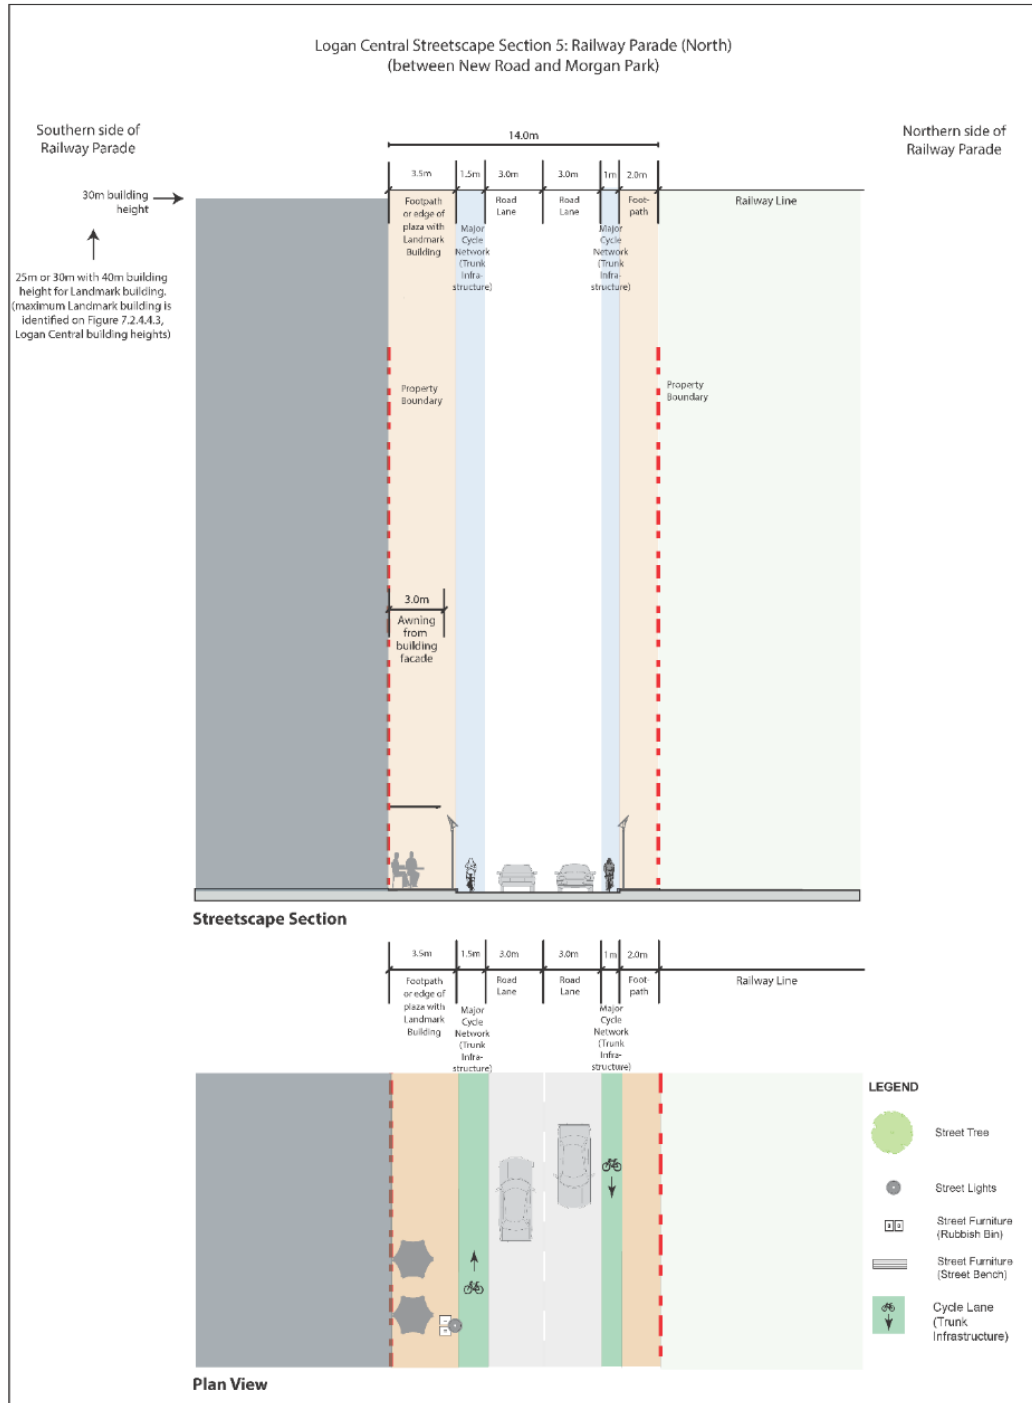 Logan Central Streetscape Section 5: Railway Parade (North)
(between New Road and Morgan Park)
Southern side of
Railway Parade
Northern side of
Railway Parade
14.0m
3.5m
1.5m
3.0m
3.0m
1m
2.0m
30m building
height
Footpath
or edge of
plaza with
Landmark
Building
Road
Lane
Road
Lane
Foot-
path
Railway Line
Major
Cycle
Network
(Trunk
Infra-
structure)
Major
Cycle
Network
(Trunk
Infra-
structure)
25m or 30m with 40m building
height for Landmark building.
(maximum Landmark building is
identified on Figure 7.2.4.4.3,
Logan Central building heights)
Property
Boundary
Property
Boundary
3.0m
Awning
from
building
facade
Streetscape Section
3.5m
1.5m
3.0m
3.0m
1m
2.0m
Footpath
or edge of
plaza with
Landmark
Building
Road
Lane
Road
Lane
Foot-
path
Railway Line
Major
Cycle
Network
(Trunk
Infra-
structure)
Major
Cycle
Network
(Trunk
Infra-
structure)
LEGEND
Street Tree
Street Lights
Street Furniture
(Rubbish Bin)
Street Furniture
(Street Bench)
Cycle Lane
(Trunk
Infrastructure)
Plan View